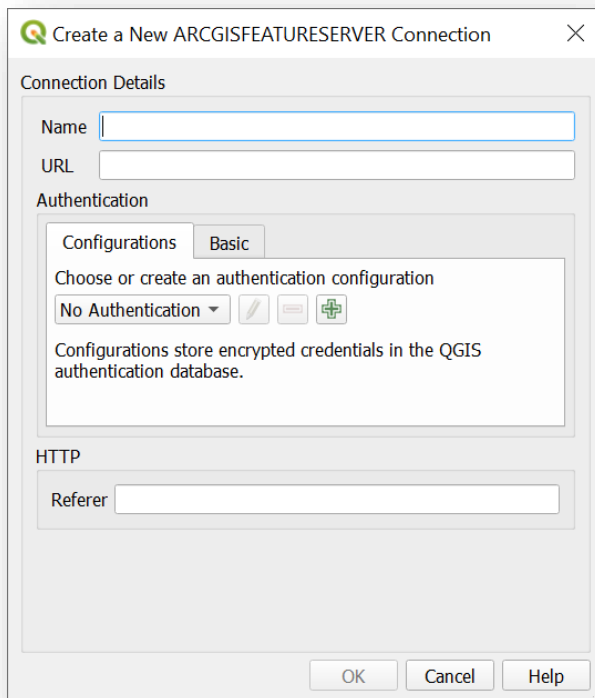 Create a New ARCGISFEATURESERVER Connection
Connection Details
Name
URL
Authentication
Configurations Basic
Choose or create an authentication configuration
No Authentication
Configurations store encrypted credentials in the QGIS
authentication database.
HTTP
Referer
OK Cancel Help